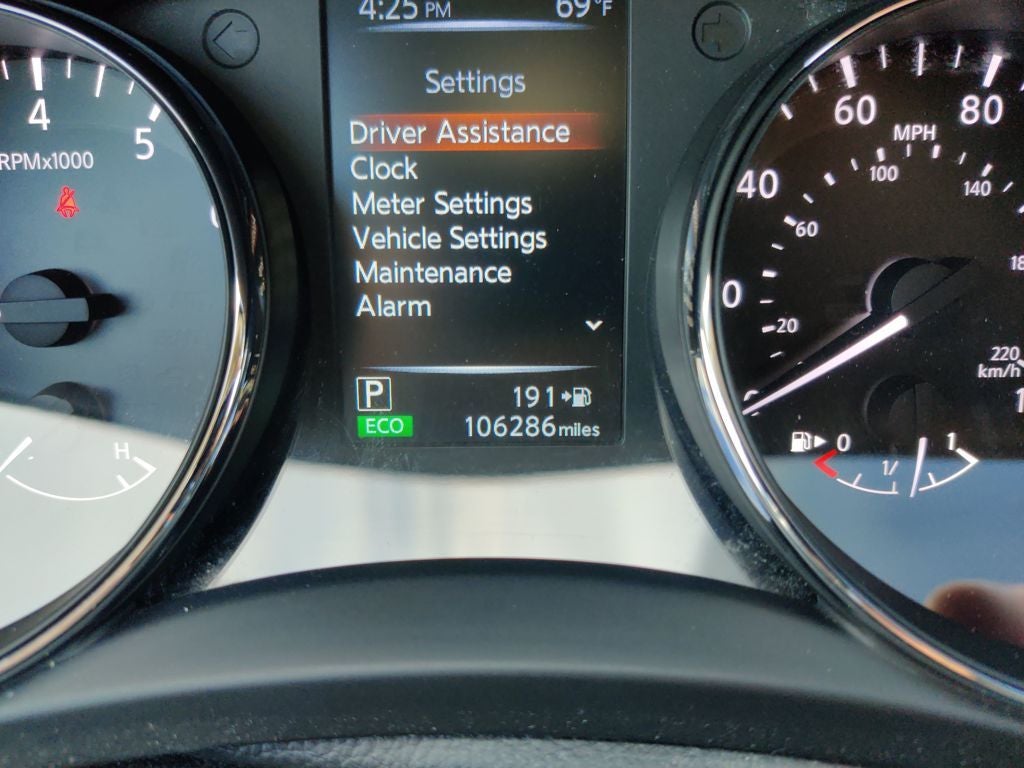 4:25 PM 69°F
Settings
Driver Assistance
Clock
Meter Settings
Vehicle Settings
Maintenance
Alarm
P 191
ECO 106286 miles
4
5
RPMx1000
H
60 80
MPH
100
140
40
60
20
220
km/h
0 1/ 1